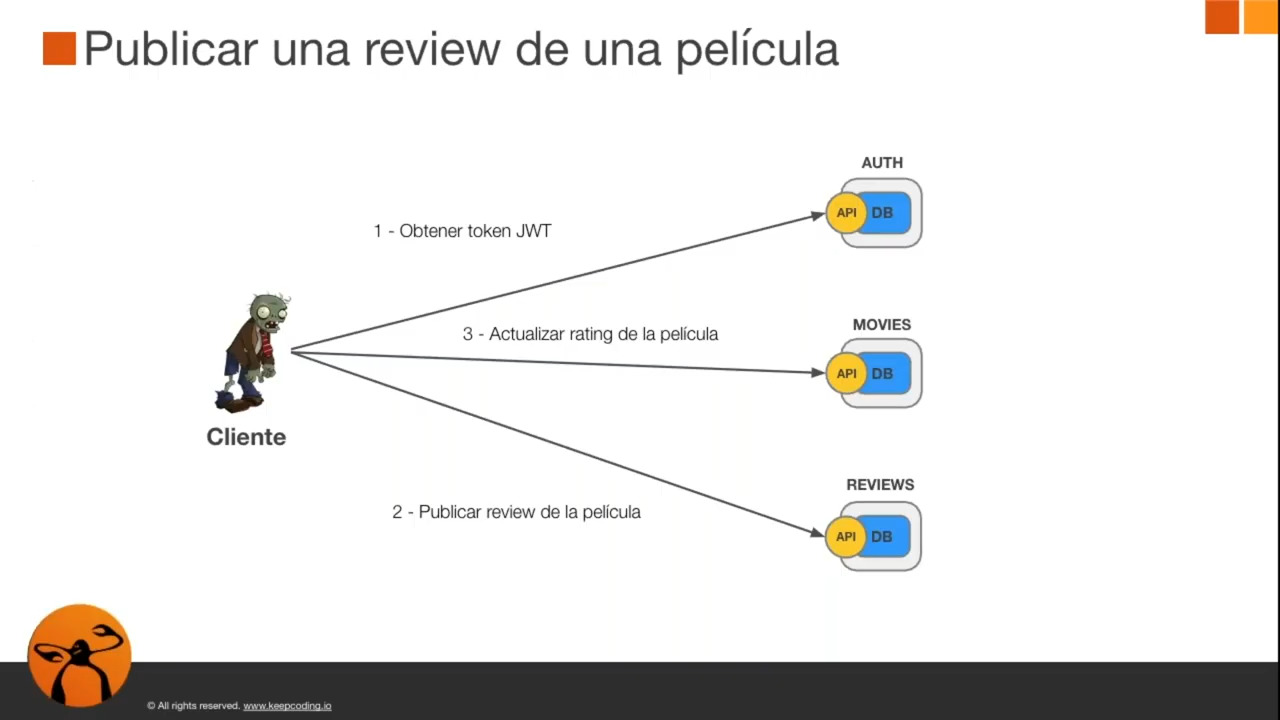 Publicar una review de una película
AUTH
API DB
1 - Obtener token JWT
MOVIES
3 - Actualizar rating de la película
API DB
Cliente
REVIEWS
2 - Publicar review de la película
API DB
© All rights reserved. www.keepcoding.io